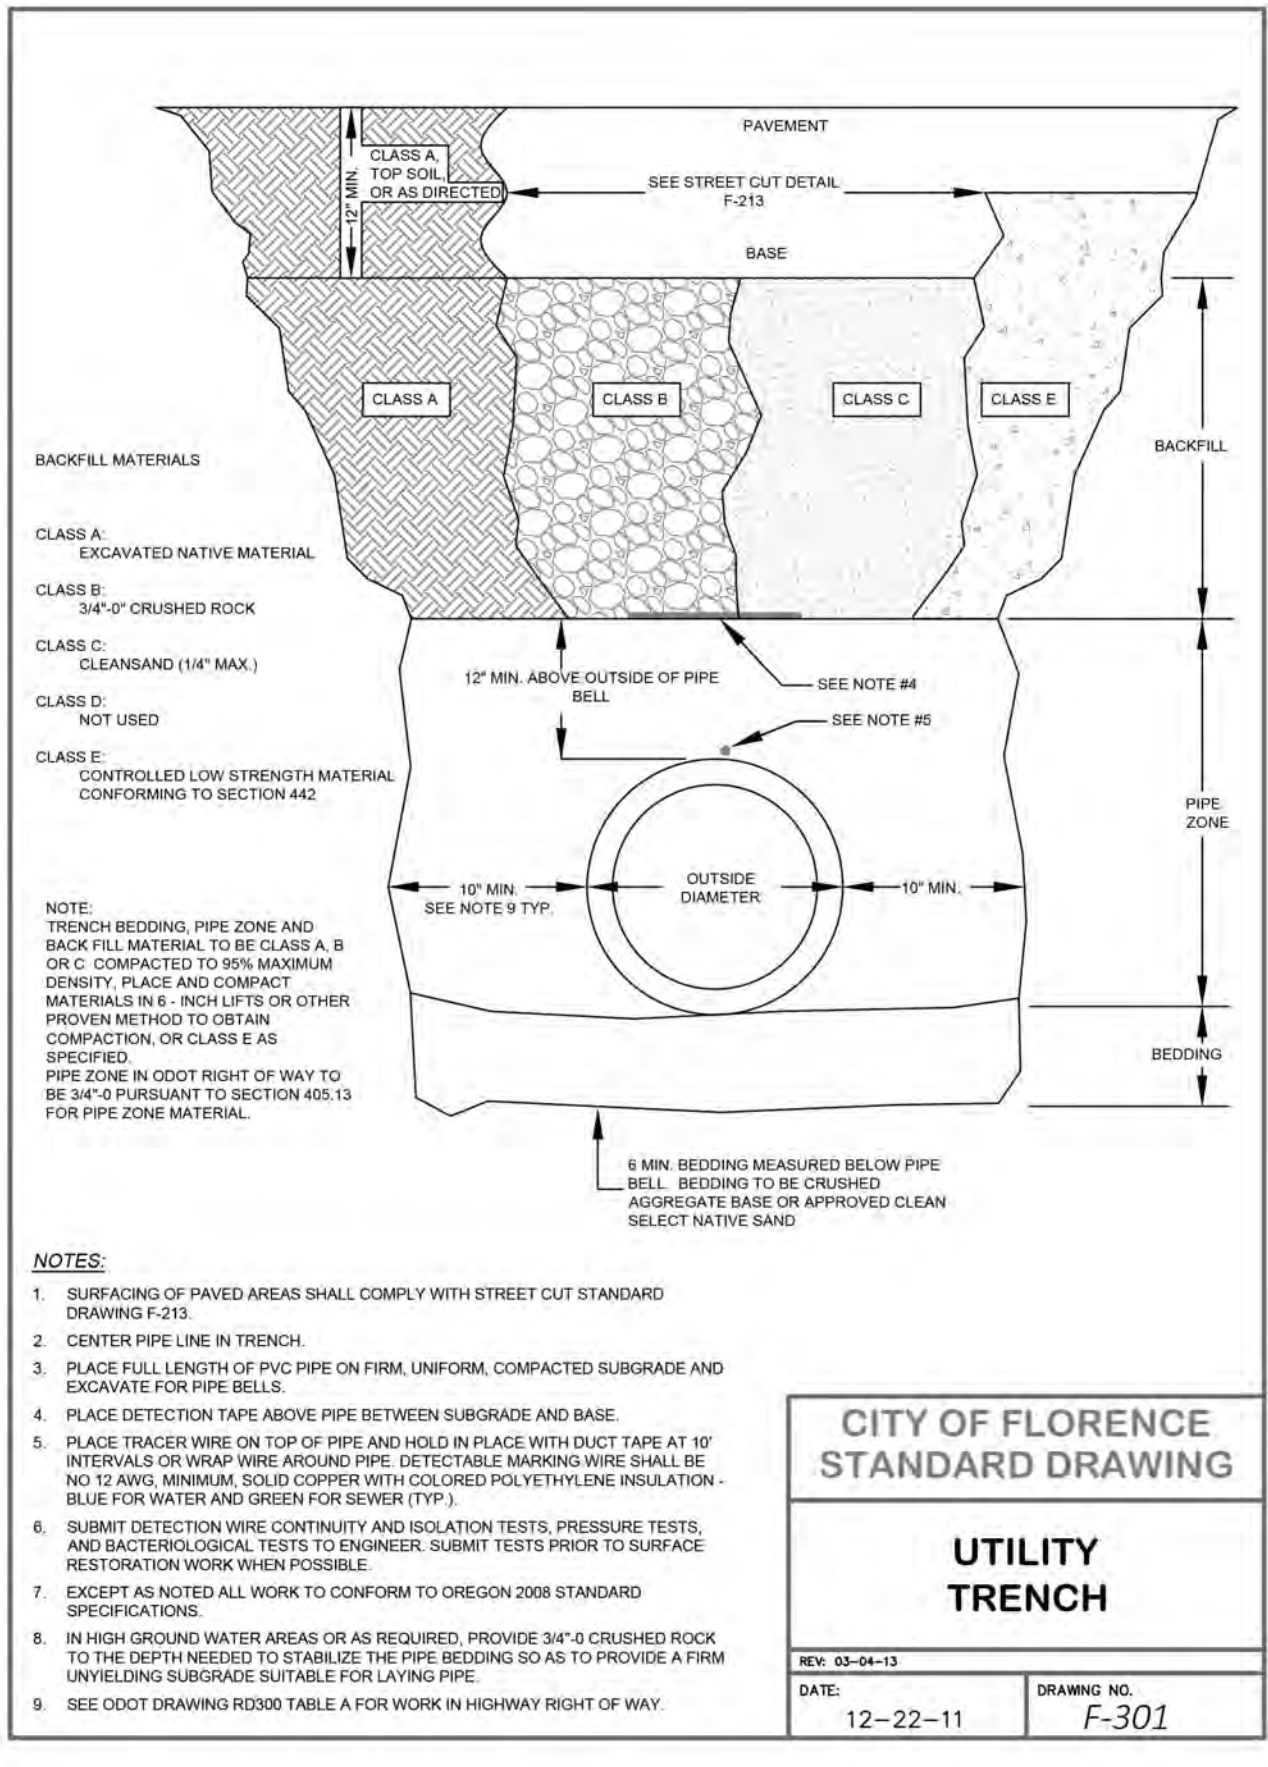 PAVEMENT
CLASS A,
TOP SOIL,
OR AS DIRECTED
12" MIN.
SEE STREET CUT DETAIL
F-213
BASE
CLASS A
CLASS B
CLASS C
CLASS E
BACKFILL
BACKFILL MATERIALS
CLASS A:
EXCAVATED NATIVE MATERIAL
CLASS B:
3/4"-0" CRUSHED ROCK
CLASS C:
CLEANSAND (1/4" MAX.)
CLASS D:
NOT USED
CLASS E:
CONTROLLED LOW STRENGTH MATERIAL
CONFORMING TO SECTION 442
12" MIN. ABOVE OUTSIDE OF PIPE
BELL
SEE NOTE #4
SEE NOTE #5
PIPE
ZONE
10" MIN.
SEE NOTE 9 TYP.
OUTSIDE
DIAMETER
10" MIN.
NOTE:
TRENCH BEDDING, PIPE ZONE AND
BACK FILL MATERIAL TO BE CLASS A, B
OR C COMPACTED TO 95% MAXIMUM
DENSITY, PLACE AND COMPACT
MATERIALS IN 6 - INCH LIFTS OR OTHER
PROVEN METHOD TO OBTAIN
COMPACTION, OR CLASS E AS
SPECIFIED.
PIPE ZONE IN ODOT RIGHT OF WAY TO
BE 3/4"-0 PURSUANT TO SECTION 405.13
FOR PIPE ZONE MATERIAL.
BEDDING
6 MIN. BEDDING MEASURED BELOW PIPE
BELL. BEDDING TO BE CRUSHED
AGGREGATE BASE OR APPROVED CLEAN
SELECT NATIVE SAND
NOTES:
1. SURFACING OF PAVED AREAS SHALL COMPLY WITH STREET CUT STANDARD
DRAWING F-213.
2. CENTER PIPE LINE IN TRENCH.
3. PLACE FULL LENGTH OF PVC PIPE ON FIRM, UNIFORM, COMPACTED SUBGRADE AND
EXCAVATE FOR PIPE BELLS.
4. PLACE DETECTION TAPE ABOVE PIPE BETWEEN SUBGRADE AND BASE.
5. PLACE TRACER WIRE ON TOP OF PIPE AND HOLD IN PLACE WITH DUCT TAPE AT 10'
INTERVALS OR WRAP WIRE AROUND PIPE. DETECTABLE MARKING WIRE SHALL BE
NO 12 AWG, MINIMUM, SOLID COPPER WITH COLORED POLYETHYLENE INSULATION -
BLUE FOR WATER AND GREEN FOR SEWER (TYP.).
6. SUBMIT DETECTION WIRE CONTINUITY AND ISOLATION TESTS, PRESSURE TESTS,
AND BACTERIOLOGICAL TESTS TO ENGINEER. SUBMIT TESTS PRIOR TO SURFACE
RESTORATION WORK WHEN POSSIBLE.
7. EXCEPT AS NOTED ALL WORK TO CONFORM TO OREGON 2008 STANDARD
SPECIFICATIONS.
8. IN HIGH GROUND WATER AREAS OR AS REQUIRED, PROVIDE 3/4"-0 CRUSHED ROCK
TO THE DEPTH NEEDED TO STABILIZE THE PIPE BEDDING SO AS TO PROVIDE A FIRM
UNYIELDING SUBGRADE SUITABLE FOR LAYING PIPE.
9. SEE ODOT DRAWING RD300 TABLE A FOR WORK IN HIGHWAY RIGHT OF WAY.
CITY OF FLORENCE
STANDARD DRAWING
UTILITY
TRENCH
REV: 03-04-13
DATE:
12-22-11
DRAWING NO.
F-301